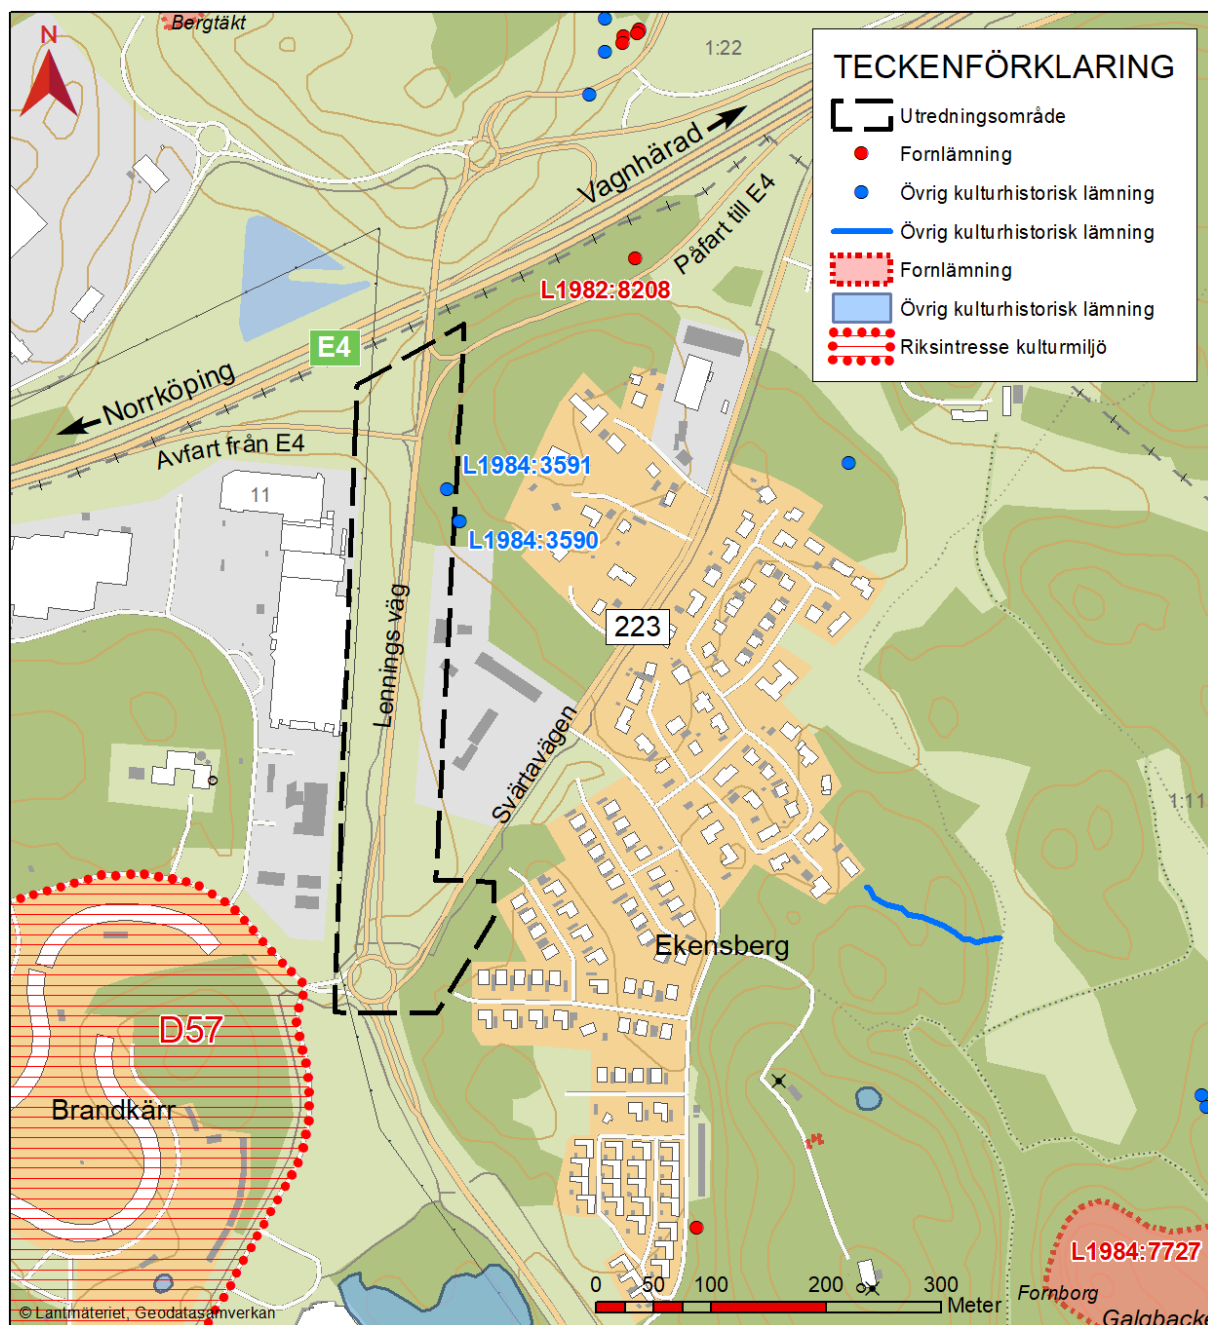 Bergtäkt
N
1:22
TECKENFÖRKLARING
Utredningsområde
Fornlämning
Övrig kulturhistorisk lämning
Övrig kulturhistorisk lämning
Fornlämning
Övrig kulturhistorisk lämning
Riksintresse kulturmiljö
Vagnhärad
Påfart till E4
L1982:8208
E4
Norrköping
Avfart från E4
L1984:3591
11
L1984:3590
223
Lennings väg
Svärtavägen
1:11
Ekensberg
D57
Brandkärr
L1984:7727
0 50 100 200 300 Meter
Fornborg
© Lantmäteriet, Geodatasamverkan
Galgbacke